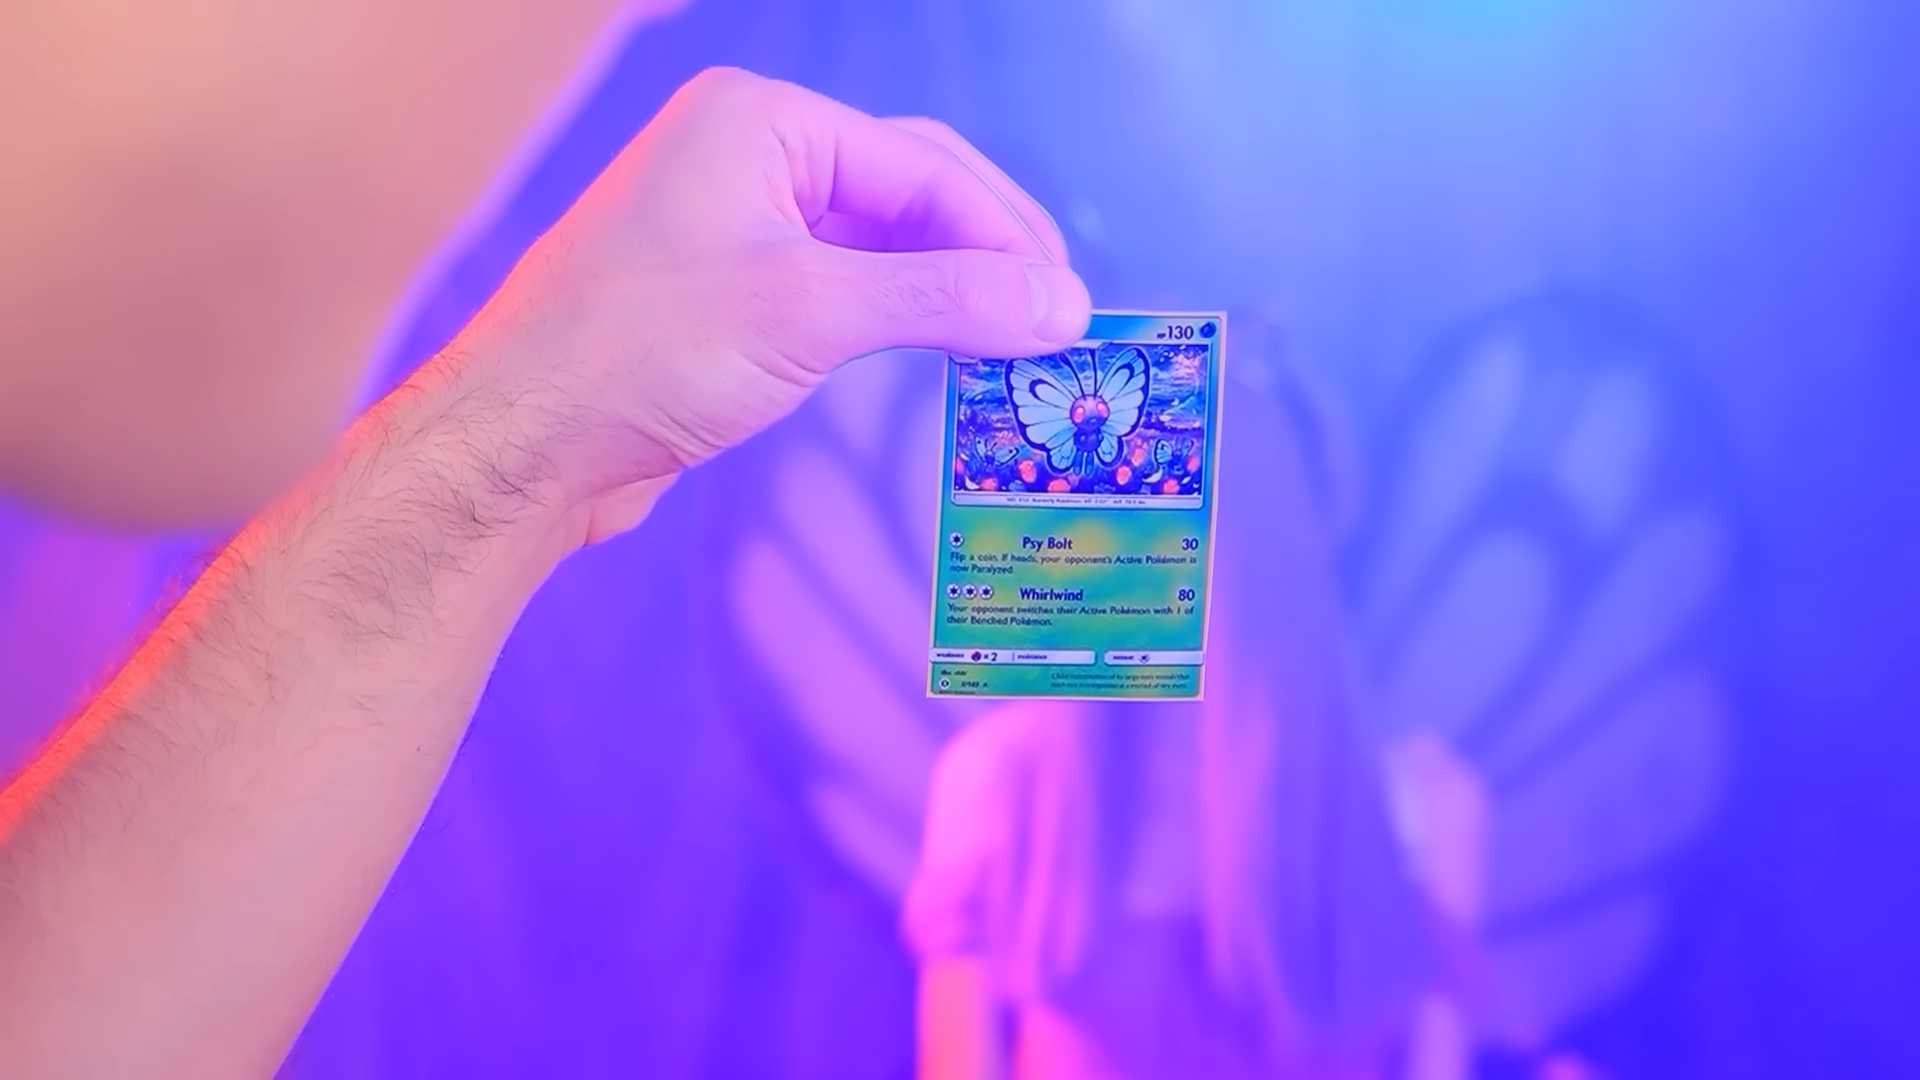 HP130
Psy Bolt 30
Flip a coin. If heads, your opponent's Active Pokémon is
now Paralyzed.
Whirlwind 80
Your opponent switches their Active Pokémon with 1 of
their Benched Pokémon.
weakness ×2 resistance retreat